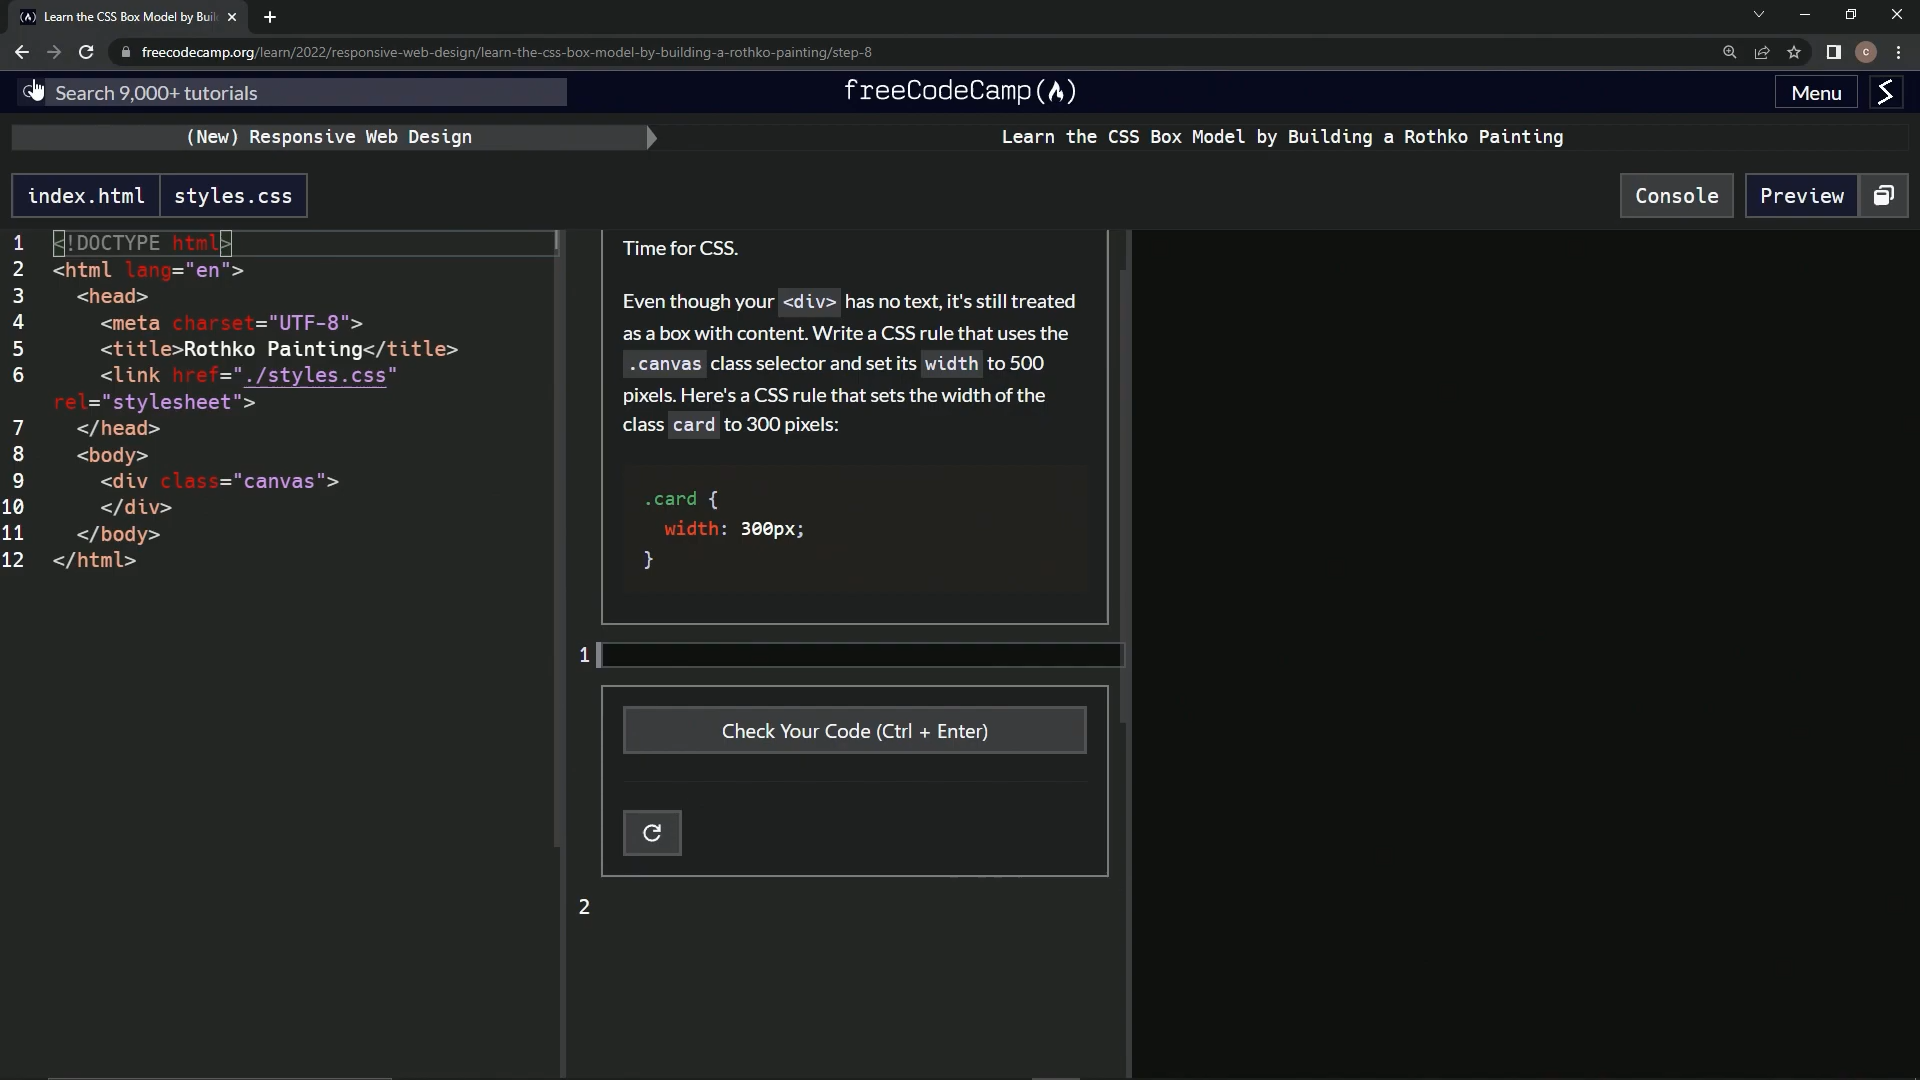 Learn the CSS Box Model by Buil
freecodecamp.org/learn/2022/responsive-web-design/learn-the-css-box-model-by-building-a-rothko-painting/step-8
C
Search 9,000+ tutorials
freeCodeCamp
Menu
(New) Responsive Web Design
Learn the CSS Box Model by Building a Rothko Painting
index.html
styles.css
Console
Preview
1 <!DOCTYPE html>
2 <html lang="en">
3 <head>
4 <meta charset="UTF-8">
5 <title>Rothko Painting</title>
6 <link href="./styles.css"
rel="stylesheet">
7 </head>
8 <body>
9 <div class="canvas">
10 </div>
11 </body>
12 </html>
Time for CSS.
Even though your <div> has no text, it's still treated
as a box with content. Write a CSS rule that uses the
.canvas class selector and set its width to 500
pixels. Here's a CSS rule that sets the width of the
class card to 300 pixels:
.card {
width: 300px;
}
1
Check Your Code (Ctrl + Enter)
2